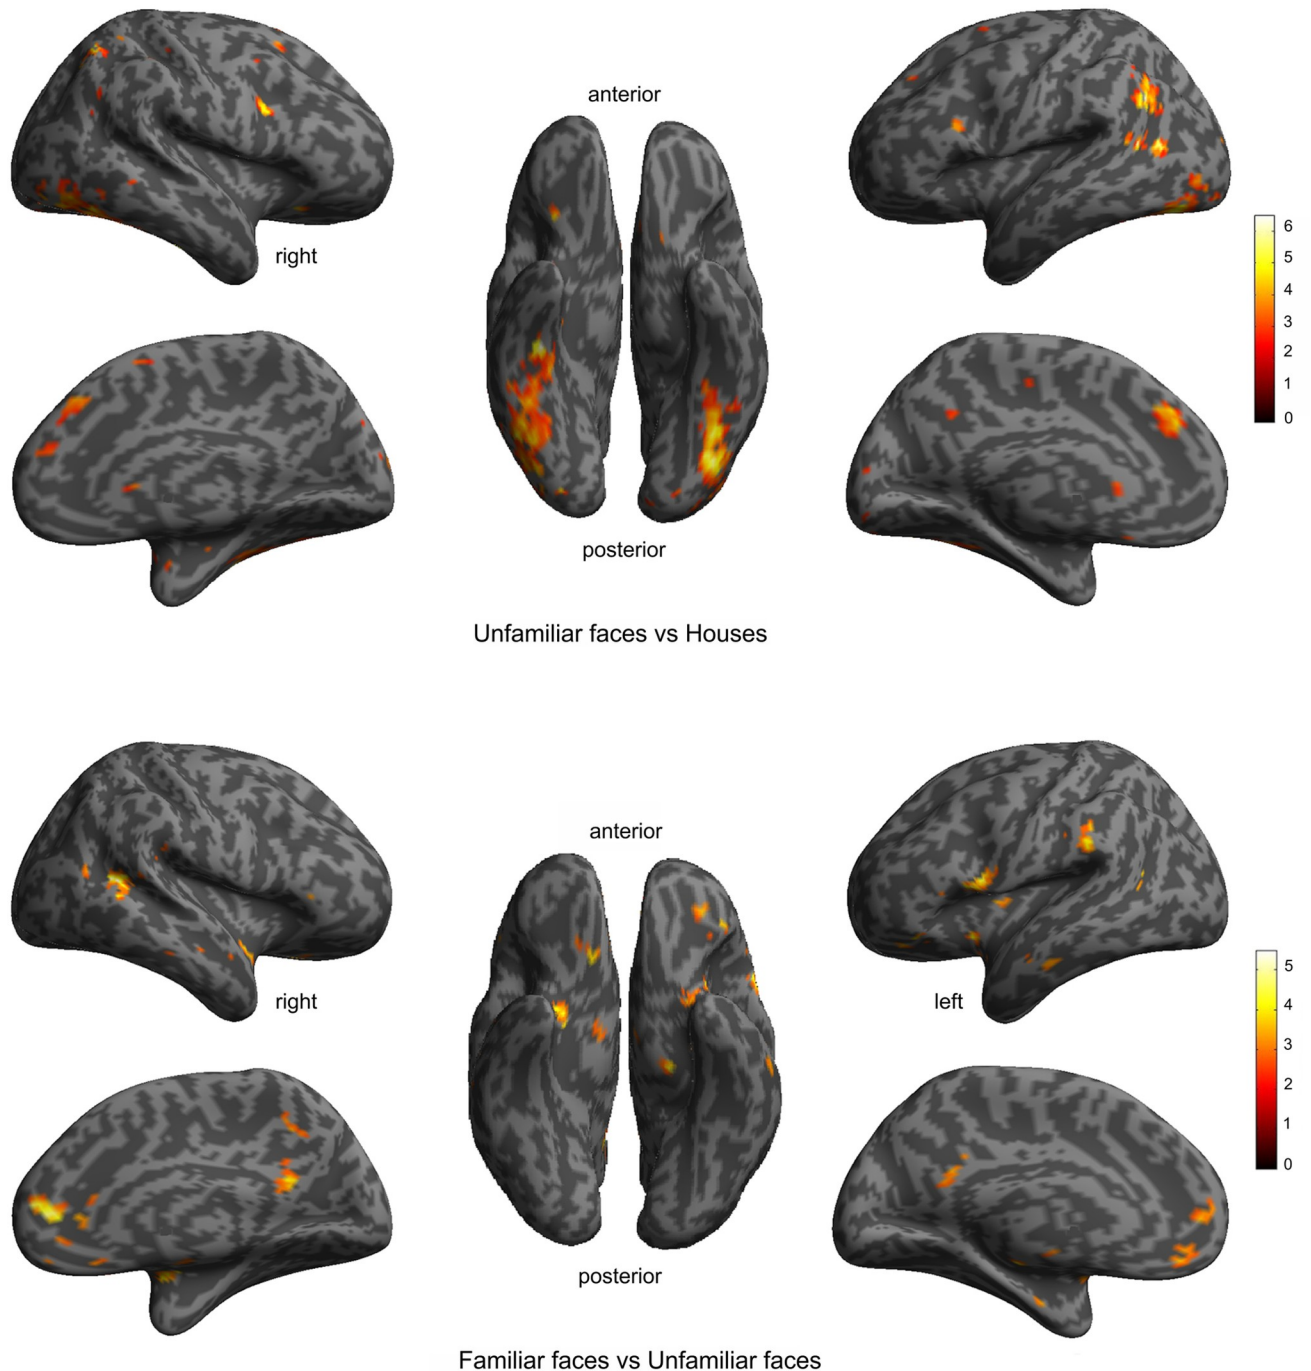 anterior
right
6
5
4
3
2
1
0
posterior
Unfamiliar faces vs Houses
anterior
right
left
5
4
3
2
1
0
posterior
Familiar faces vs Unfamiliar faces